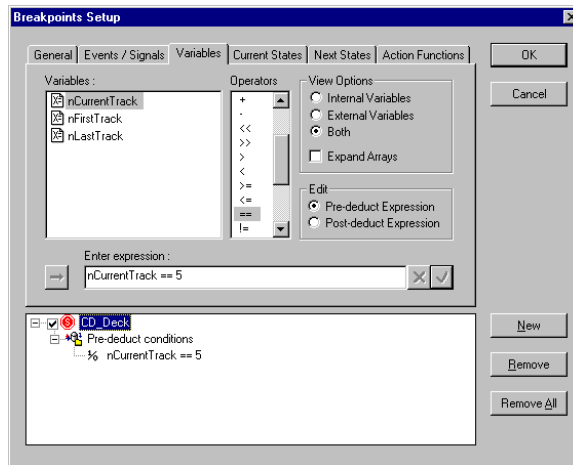 Breakpoints Setup
General Events / Signals Variables Current States Next States Action Functions
OK
Cancel
Variables :
nCurrentTrack
nFirstTrack
nLastTrack
Operators
+
-
<<
>>
>
<
>=
<=
==
!=
View Options
Internal Variables
External Variables
Both
Expand Arrays
Edit
Pre-deduct Expression
Post-deduct Expression
Enter expression :
nCurrentTrack == 5
CD_Deck
Pre-deduct conditions
nCurrentTrack == 5
New
Remove
Remove All